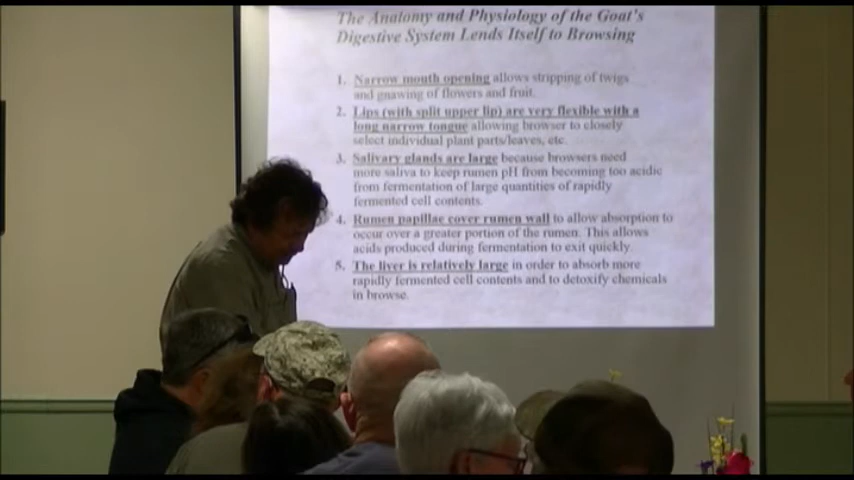 The Anatomy and Physiology of the Goat's
Digestive System Lends Itself to Browsing
1. Narrow mouth opening allows stripping of twigs
and gnawing of flowers and fruit.
2. Lips (with split upper lip) are very flexible with a
long narrow tongue allowing browser to closely
select individual plant parts/leaves, etc.
3. Salivary glands are large because browsers need
more saliva to keep rumen pH from becoming too acidic
from fermentation of large quantities of rapidly
fermented cell contents.
4. Rumen papillae cover rumen wall to allow absorption to
occur over a greater portion of the rumen. This allows
acids produced during fermentation to exit quickly.
5. The liver is relatively large in order to absorb more
rapidly fermented cell contents and to detoxify chemicals
in browse.